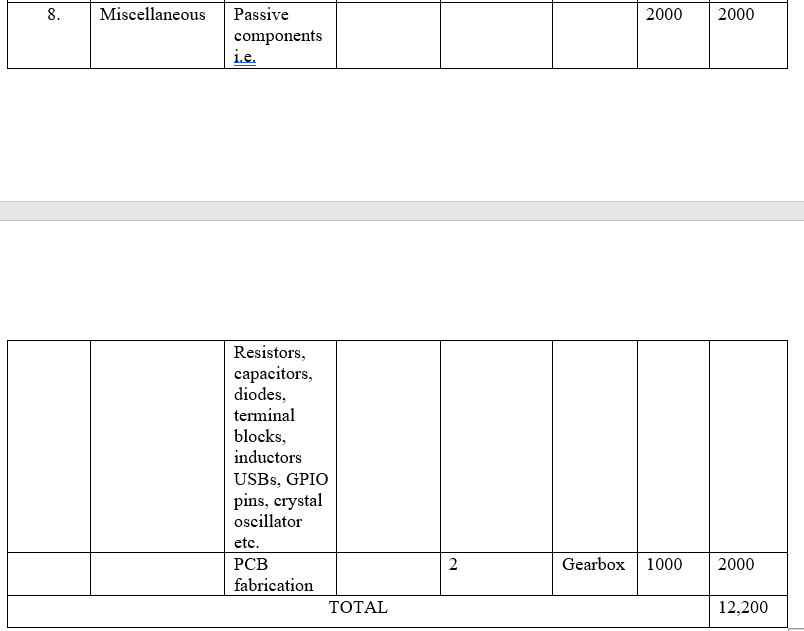 8. Miscellaneous Passive 2000 2000
components
i.e.
Resistors,
capacitors,
diodes,
terminal
blocks,
inductors
USBs, GPIO
pins, crystal
oscillator
etc.
PCB 2 Gearbox 1000 2000
fabrication
TOTAL 12,200